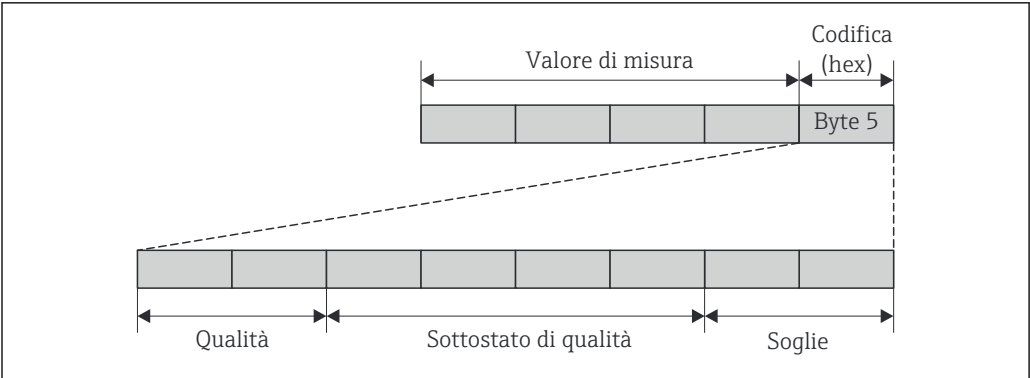 Codifica
Valore di misura
(hex)
Byte 5
Qualità
Sottostato di qualità
Soglie